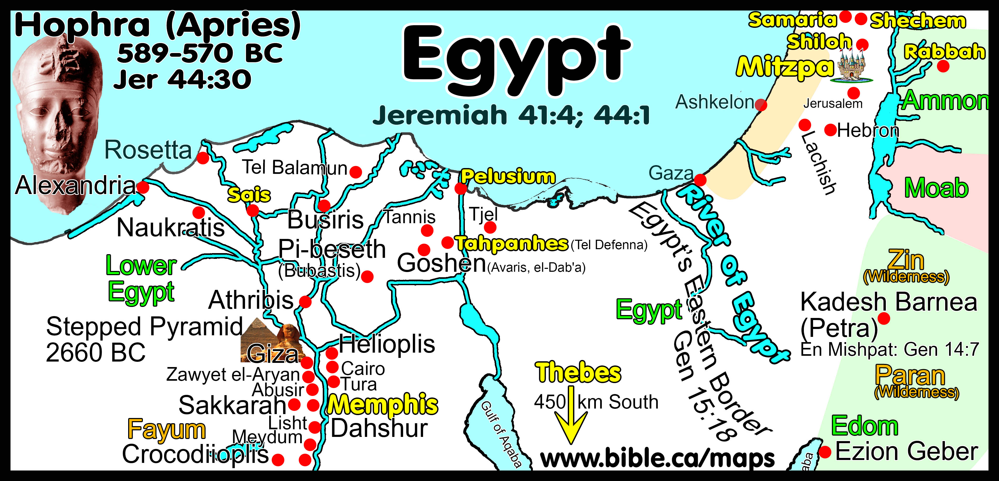 Hophra (Apries)
589-570 BC
Jer 44:30
Egypt
Jeremiah 41:4; 44:1
Samaria
Shechem
Shiloh
Rabbah
Mitzpa
Ashkelon
Jerusalem
Ammon
Hebron
Lachish
Rosetta
Tel Balamun
Alexandria
Sais
Pelusium
Gaza
Moab
Naukratis
Busiris
Tannis
Tjel
Tahpanhes (Tel Defenna)
Pi-beseth
(Bubastis)
Goshen (Avaris, el-Dab'a)
River of Egypt
Egypt's Eastern Border
Gen 15:18
Lower
Egypt
Zin
(Wilderness)
Athribis
Egypt
Kadesh Barnea
(Petra)
En Mishpat: Gen 14:7
Stepped Pyramid
2660 BC
Giza
Helioplis
Zawyet el-Aryan
Cairo
Abusir
Tura
Thebes
450 km South
Paran
(Wilderness)
Sakkarah
Memphis
Lisht
Dahshur
Fayum
Meydum
Crocodiioplis
Gulf of Aqaba
Edom
Ezion Geber
aba
www.bible.ca/maps